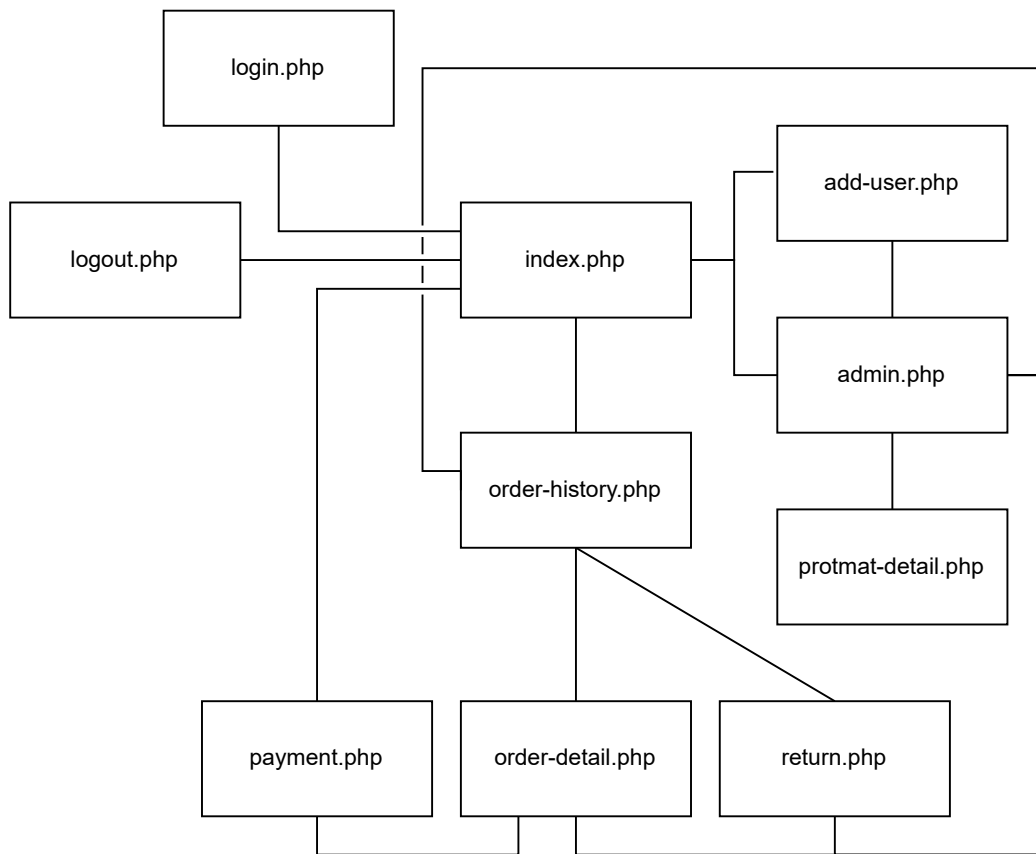 login.php
add-user.php
logout.php
index.php
admin.php
order-history.php
protmat-detail.php
payment.php
order-detail.php
return.php